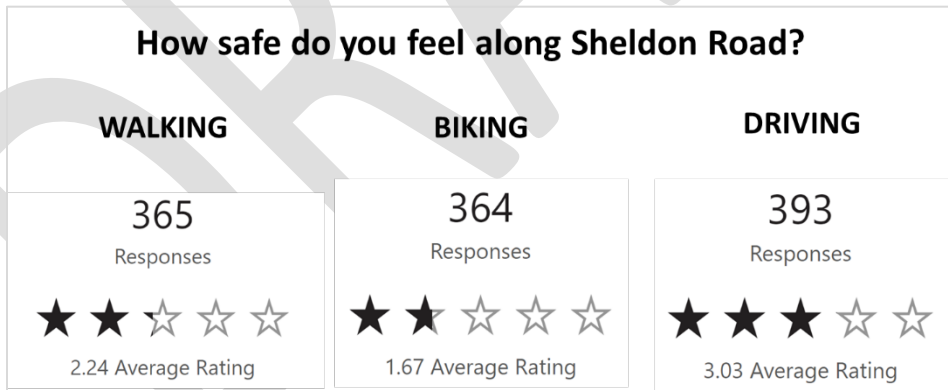 How safe do you feel along Sheldon Road?
WALKING
365
Responses
2.24 Average Rating
BIKING
364
Responses
1.67 Average Rating
DRIVING
393
Responses
3.03 Average Rating